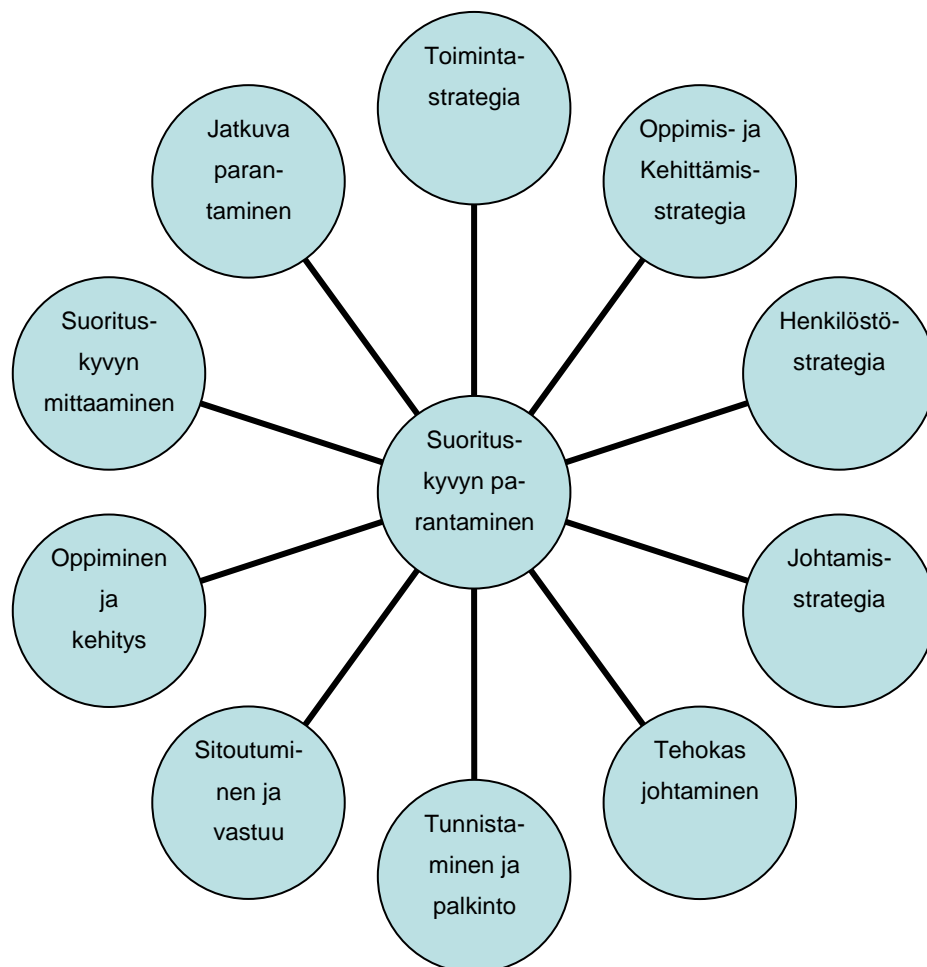 Toiminta-
strategia
Oppimis- ja
Kehittämis-
strategia
Henkilöstö-
strategia
Johtamis-
strategia
Tehokas
johtaminen
Tunnista-
minen ja
palkinto
Sitoutumi-
nen ja
vastuu
Oppiminen
ja
kehitys
Suoritus-
kyvyn
mittaaminen
Jatkuva
paran-
taminen
Suoritus-
kyvyn pa-
rantaminen